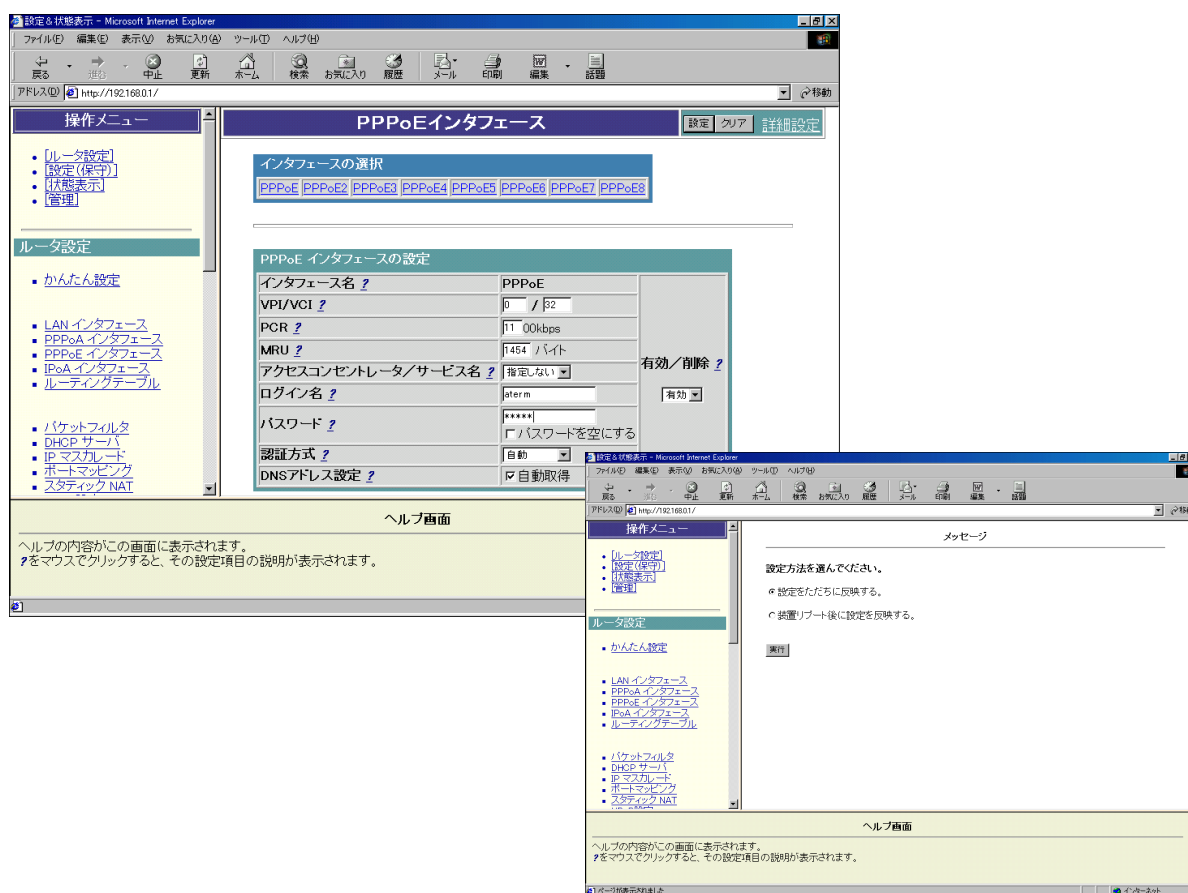 設定&状態表示 - Microsoft Internet Explorer
ファイル(F) 編集(E) 表示(V) お気に入り(A) ツール(T) ヘルプ(H)
戻る 進む 中止 更新 ホーム 検索 お気に入り 履歴 メール 印刷 編集 話題
アドレス(D) http://192.168.0.1/ 移動
操作メニュー
[ルータ設定]
[設定(保守)]
[状態表示]
[管理]
ルータ設定
かんたん設定
LAN インタフェース
PPPoA インタフェース
PPPoE インタフェース
IPoA インタフェース
ルーティングテーブル
パケットフィルタ
DHCP サーバ
IP マスカレード
ポートマッピング
スタティック NAT
PPPoEインタフェース 設定 クリア 詳細設定
インタフェースの選択
PPPoE PPPoE2 PPPoE3 PPPoE4 PPPoE5 PPPoE6 PPPoE7 PPPoE8
PPPoE インタフェースの設定
インタフェース名 ? PPPoE
VPI/VCI ? 0 / 32
PCR ? 11 00kbps
MRU ? 1454 バイト
アクセスコンセントレータ/サービス名 ? 指定しない
ログイン名 ? aterm
パスワード ? *****
パスワードを空にする
認証方式 ? 自動
DNSアドレス設定 ? 自動取得
有効/削除 ?
有効
ヘルプ画面
ヘルプの内容がこの画面に表示されます。
?をマウスでクリックすると、その設定項目の説明が表示されます。
設定&状態表示 - Microsoft Internet Explorer
ファイル(F) 編集(E) 表示(V) お気に入り(A) ツール(T) ヘルプ(H)
戻る 進む 中止 更新 ホーム 検索 お気に入り 履歴 メール 印刷 編集 話題
アドレス(D) http://192.168.0.1/
操作メニュー
[ルータ設定]
[設定(保守)]
[状態表示]
[管理]
ルータ設定
かんたん設定
LAN インタフェース
PPPoA インタフェース
PPPoE インタフェース
IPoA インタフェース
ルーティングテーブル
パケットフィルタ
DHCP サーバ
IP マスカレード
ポートマッピング
スタティック NAT
メッセージ
設定方法を選んでください。
設定をただちに反映する。
装置リブート後に設定を反映する。
実行
ヘルプ画面
ヘルプの内容がこの画面に表示されます。
?をマウスでクリックすると、その設定項目の説明が表示されます。
ページが表示されました インターネット